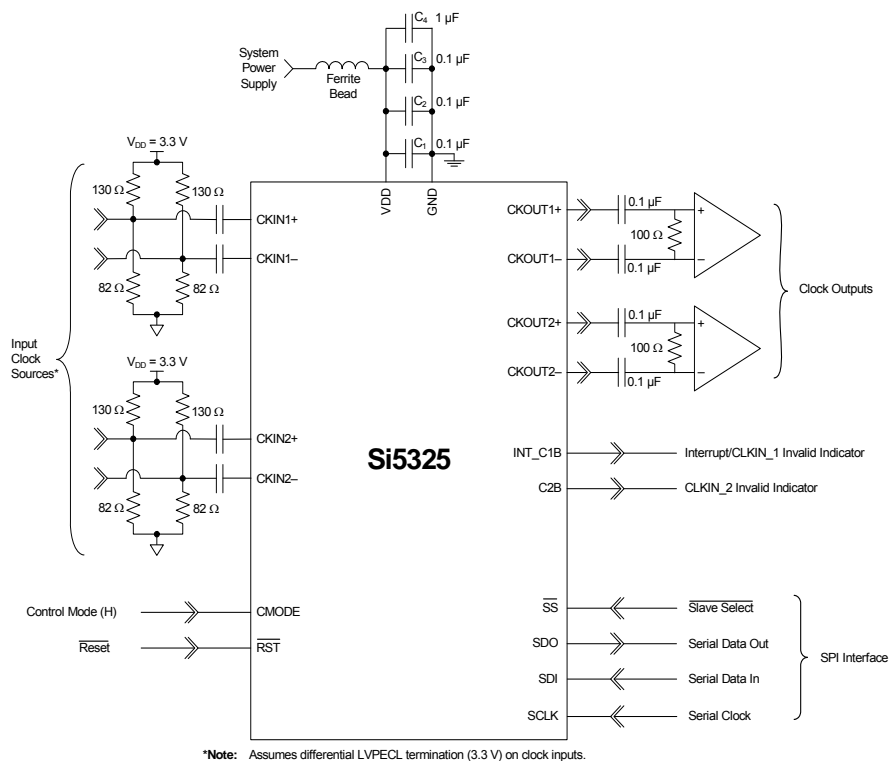 C4 1 µF
System
Power
Supply
Ferrite
Bead
C3 0.1 µF
C2 0.1 µF
C1 0.1 µF
VDD = 3.3 V
130 Ω
130 Ω
82 Ω
82 Ω
VDD = 3.3 V
130 Ω
130 Ω
82 Ω
82 Ω
Input
Clock
Sources*
Control Mode (H)
Reset
VDD
GND
CKIN1+
CKIN1–
CKIN2+
CKIN2–
CMODE
RST
Si5325
CKOUT1+
CKOUT1–
CKOUT2+
CKOUT2–
INT_C1B
C2B
SS
SDO
SDI
SCLK
0.1 µF
100 Ω
+
–
0.1 µF
0.1 µF
100 Ω
+
–
0.1 µF
Clock Outputs
Interrupt/CLKIN_1 Invalid Indicator
CLKIN_2 Invalid Indicator
Slave Select
Serial Data Out
Serial Data In
Serial Clock
SPI Interface
*Note: Assumes differential LVPECL termination (3.3 V) on clock inputs.